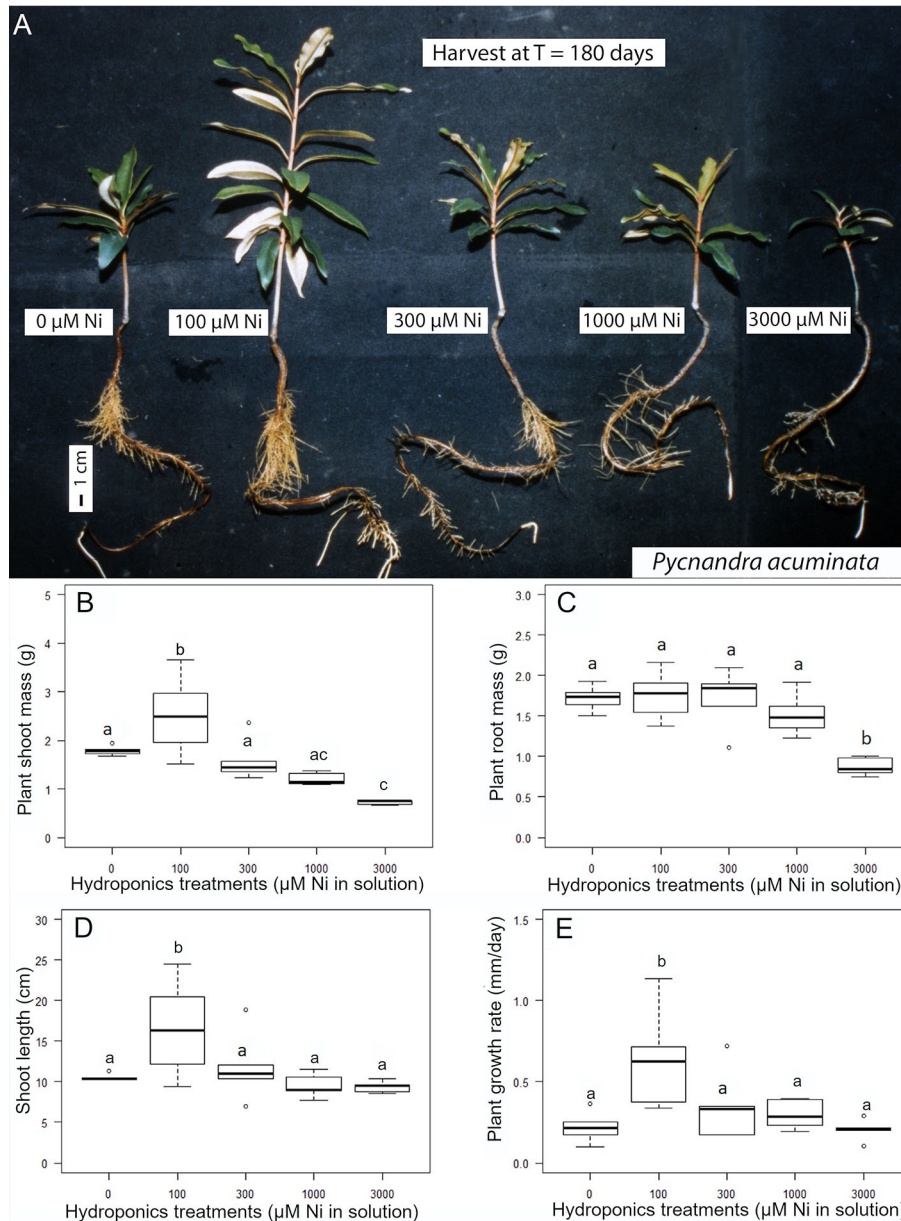 A
Harvest at T = 180 days
0 µM Ni
100 µM Ni
300 µM Ni
1000 µM Ni
3000 µM Ni
1 cm
Pycnandra acuminata
B
Plant shoot mass (g)
5
4
3
2
1
0
a
b
a
ac
c
0 100 300 1000 3000
Hydroponics treatments (µM Ni in solution)
C
Plant root mass (g)
3.0
2.5
2.0
1.5
1.0
0.5
0.0
a
a
a
a
b
0 100 300 1000 3000
Hydroponics treatments (µM Ni in solution)
D
Shoot length (cm)
30
25
20
15
10
5
0
a
b
a
a
a
0 100 300 1000 3000
Hydroponics treatments (µM Ni in solution)
E
Plant growth rate (mm/day)
1.5
1.0
0.5
0.0
a
b
a
a
a
0 100 300 1000 3000
Hydroponics treatments (µM Ni in solution)